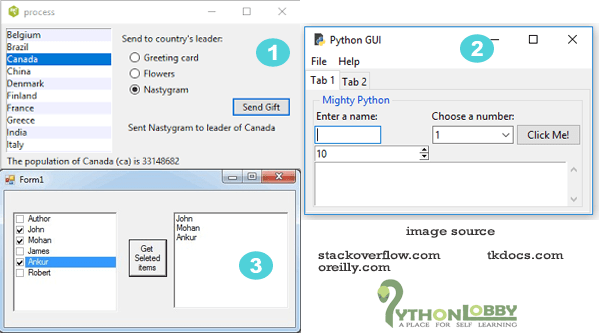 process
Belgium
Brazil
Canada
China
Denmark
Finland
France
Greece
India
Italy
Send to country's leader:
Greeting card
Flowers
Nastygram
Send Gift
Sent Nastygram to leader of Canada
The population of Canada (ca) is 33148682
1
Python GUI
2
File Help
Tab 1 Tab 2
Mighty Python
Enter a name: Choose a number:
1 Click Me!
10
Form1
Author
John
Mohan
James
Ankur
Robert
Get
Seleted
items
John
Mohan
Ankur
3
image source
stackoverflow.com tkdocs.com
oreilly.com
PYTHONLOBBY
A PLACE FOR SELF LEARNING